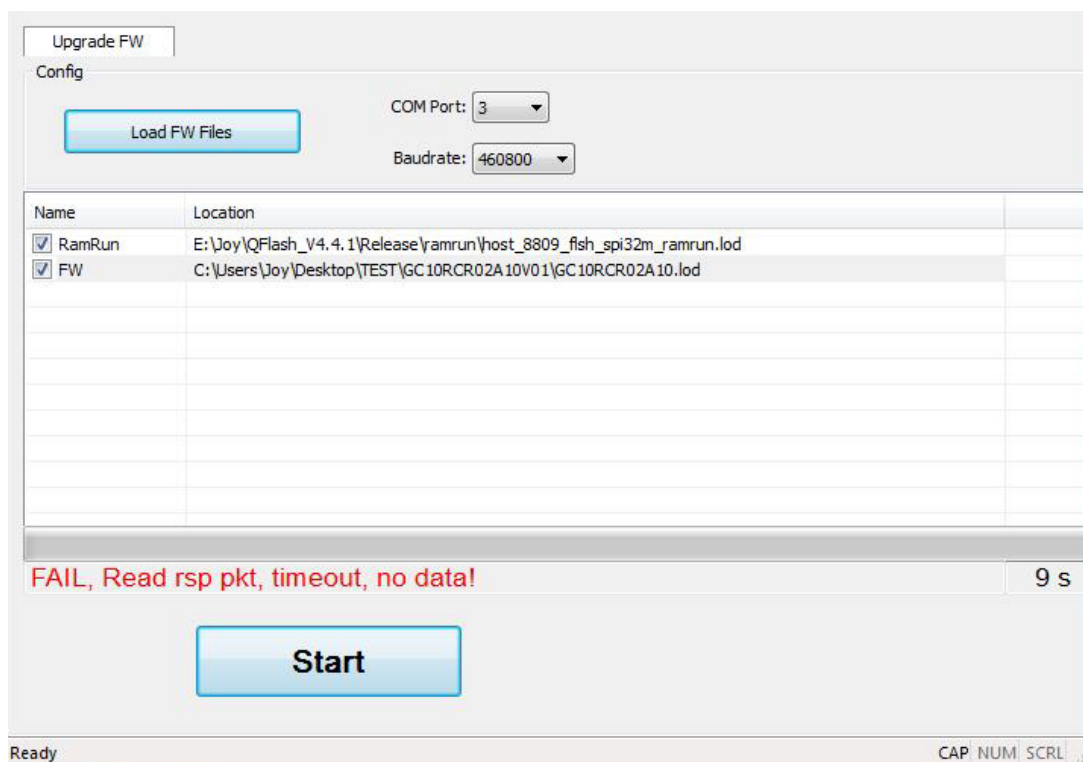 Upgrade FW
Config
Load FW Files
COM Port: 3
Baudrate: 460800
Name Location
RamRun E:\Joy\QFlash_V4.4.1\Release\ramrun\host_8809_flsh_spi32m_ramrun.lod
FW C:\Users\Joy\Desktop\TEST\GC10RCR02A10V01\GC10RCR02A10.lod
FAIL, Read rsp pkt, timeout, no data! 9 s
Start
Ready CAP NUM SCRL